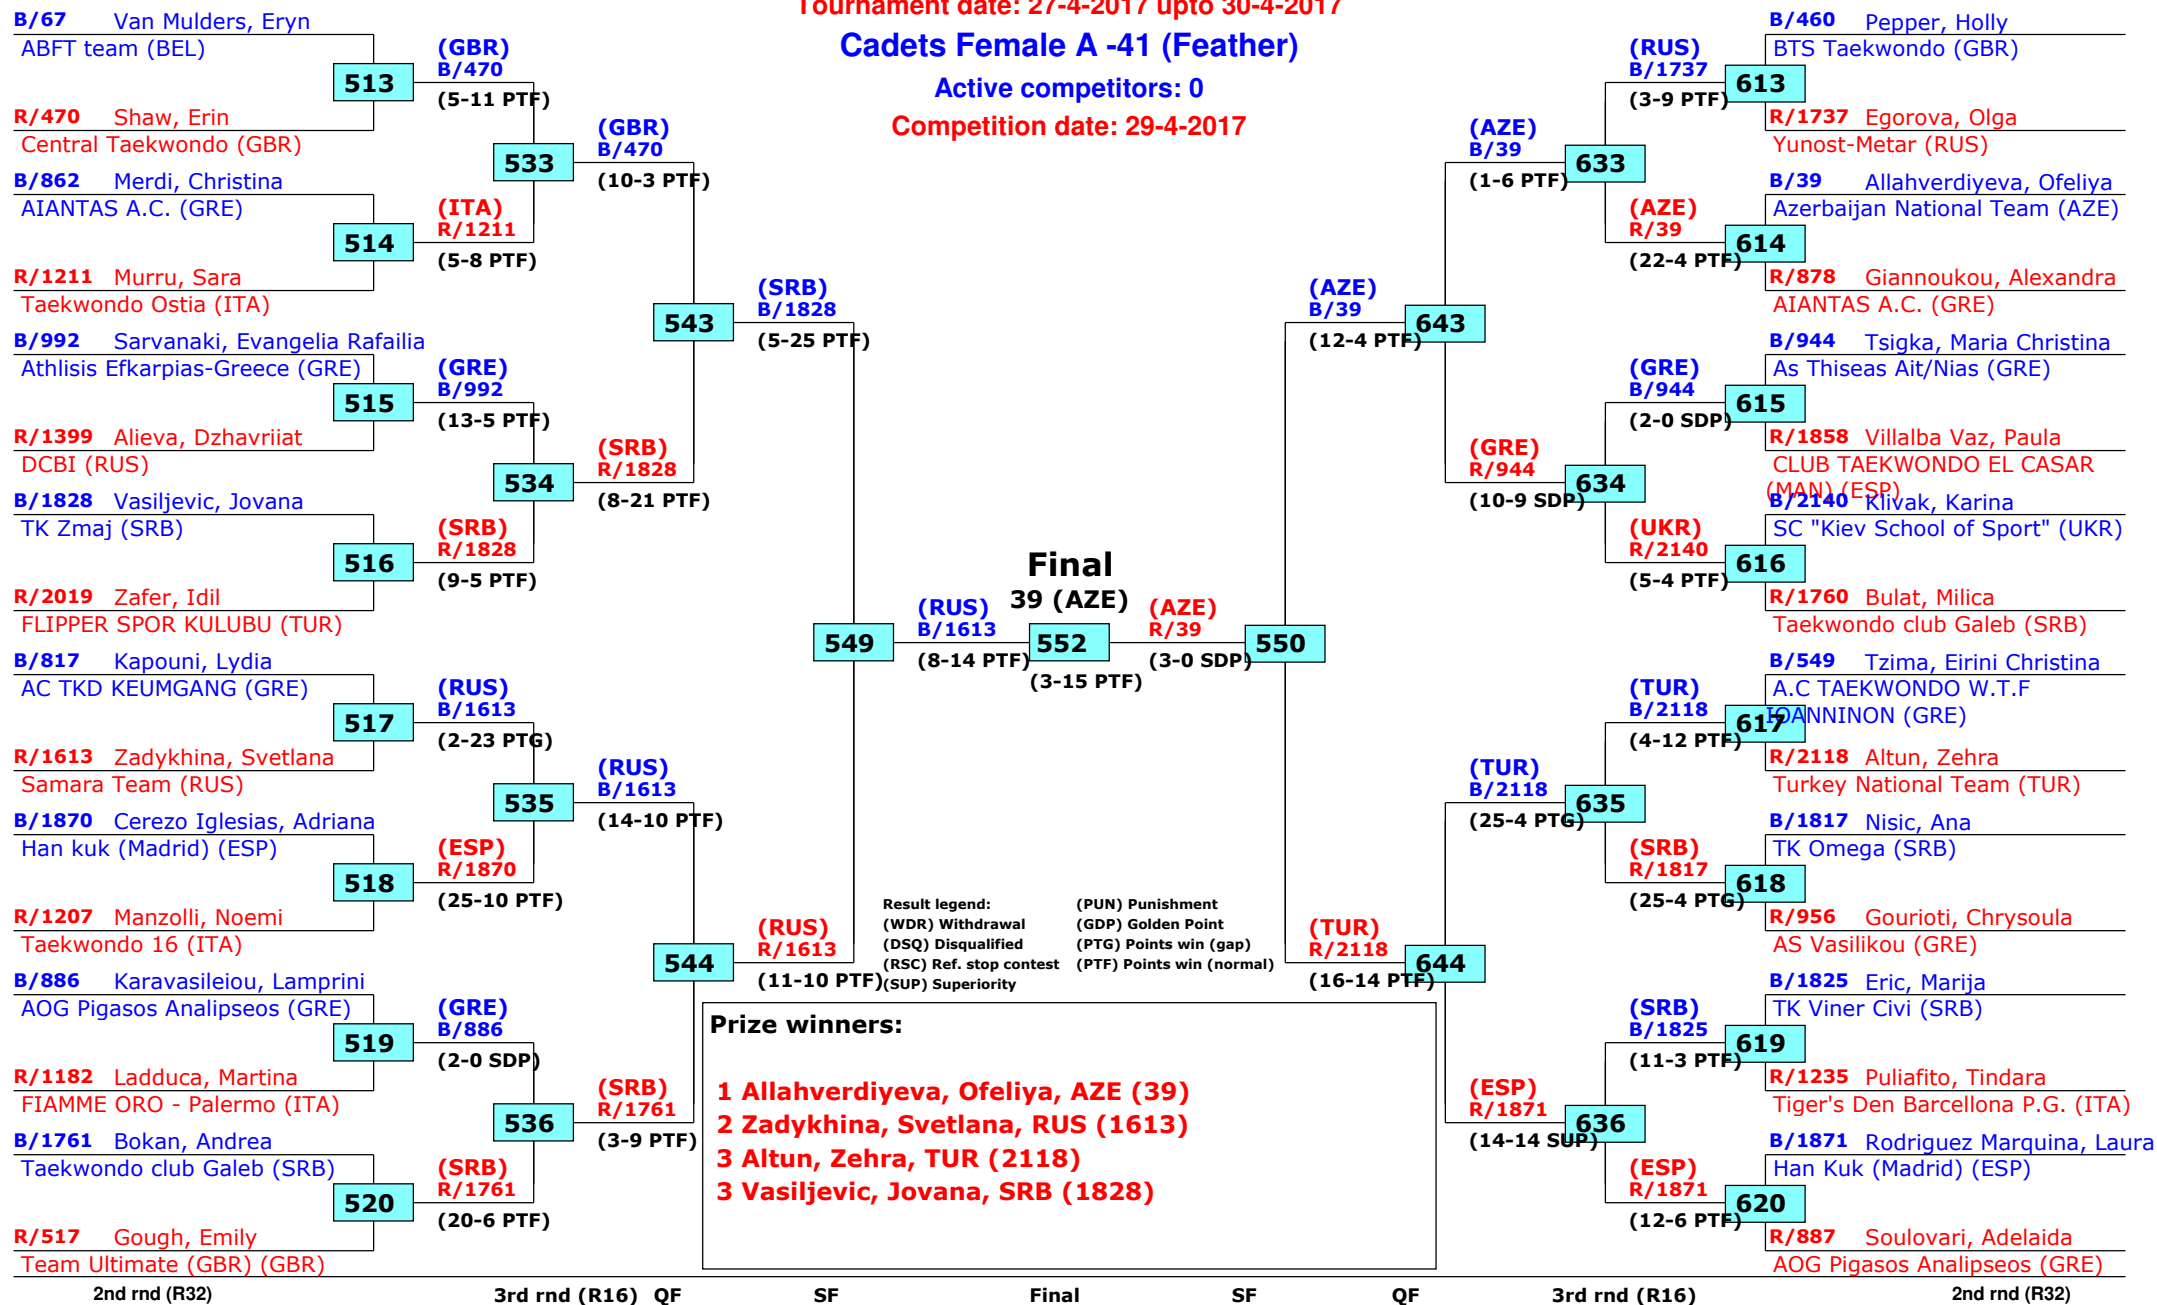 Tournament date: 27-4-2017 upto 30-4-2017
Cadets Female A -41 (Feather)
Active competitors: 0
Competition date: 29-4-2017
B/67 Van Mulders, Eryn
ABFT team (BEL)
513
R/470 Shaw, Erin
Central Taekwondo (GBR)
B/862 Merdi, Christina
AIANTAS A.C. (GRE)
514
R/1211 Murru, Sara
Taekwondo Ostia (ITA)
B/992 Sarvanaki, Evangelia Rafailia
Athlisis Efkarpias-Greece (GRE)
515
R/1399 Alieva, Dzhavriiat
DCBI (RUS)
B/1828 Vasiljevic, Jovana
TK Zmaj (SRB)
516
R/2019 Zafer, Idil
FLIPPER SPOR KULUBU (TUR)
B/817 Kapouni, Lydia
AC TKD KEUMGANG (GRE)
517
R/1613 Zadykhina, Svetlana
Samara Team (RUS)
B/1870 Cerezo Iglesias, Adriana
Han kuk (Madrid) (ESP)
518
R/1207 Manzolli, Noemi
Taekwondo 16 (ITA)
B/886 Karavasileiou, Lamprini
AOG Pigasos Analipseos (GRE)
519
R/1182 Ladduca, Martina
FIAMME ORO - Palermo (ITA)
B/1761 Bokan, Andrea
Taekwondo club Galeb (SRB)
520
R/517 Gough, Emily
Team Ultimate (GBR) (GBR)
(GBR)
B/470
(5-11 PTF)
533
(ITA)
R/1211
(5-8 PTF)
(GRE)
B/992
(13-5 PTF)
534
(SRB)
R/1828
(9-5 PTF)
(RUS)
B/1613
(2-23 PTG)
535
(ESP)
R/1870
(25-10 PTF)
(GRE)
B/886
(2-0 SDP)
536
(SRB)
R/1761
(20-6 PTF)
(GBR)
B/470
(10-3 PTF)
543
(SRB)
R/1828
(8-21 PTF)
(RUS)
B/1613
(14-10 PTF)
544
(SRB)
R/1761
(3-9 PTF)
(SRB)
B/1828
(5-25 PTF)
549
(RUS)
R/1613
(11-10 PTF)
(RUS)
B/1613
(8-14 PTF)
Final
39 (AZE)
552
(3-15 PTF)
(AZE)
R/39
(3-0 SDP)
550
(AZE)
B/39
(12-4 PTF)
643
(TUR)
R/2118
(16-14 PTF)
644
(AZE)
B/39
(1-6 PTF)
633
(GRE)
R/944
(10-9 SDP)
634
(TUR)
B/2118
(25-4 PTG)
635
(ESP)
R/1871
(14-14 SUP)
636
(RUS)
B/1737
(3-9 PTF)
613
(AZE)
R/39
(22-4 PTF)
614
(GRE)
B/944
(2-0 SDP)
615
(UKR)
R/2140
(5-4 PTF)
616
(TUR)
B/2118
(4-12 PTF)
617
(SRB)
R/1817
(25-4 PTG)
618
(SRB)
B/1825
(11-3 PTF)
619
(ESP)
R/1871
(12-6 PTF)
620
B/460 Pepper, Holly
BTS Taekwondo (GBR)
R/1737 Egorova, Olga
Yunost-Metar (RUS)
B/39 Allahverdiyeva, Ofeliya
Azerbaijan National Team (AZE)
R/878 Giannoukou, Alexandra
AIANTAS A.C. (GRE)
B/944 Tsigka, Maria Christina
As Thiseas Ait/Nias (GRE)
R/1858 Villalba Vaz, Paula
CLUB TAEKWONDO EL CASAR
(MAN) (ESP)
B/2140 Klivak, Karina
SC "Kiev School of Sport" (UKR)
R/1760 Bulat, Milica
Taekwondo club Galeb (SRB)
B/549 Tzima, Eirini Christina
A.C TAEKWONDO W.T.F
IOANNINON (GRE)
R/2118 Altun, Zehra
Turkey National Team (TUR)
B/1817 Nisic, Ana
TK Omega (SRB)
R/956 Gourioti, Chrysoula
AS Vasilikou (GRE)
B/1825 Eric, Marija
TK Viner Civi (SRB)
R/1235 Puliafito, Tindara
Tiger's Den Barcellona P.G. (ITA)
B/1871 Rodriguez Marquina, Laura
Han Kuk (Madrid) (ESP)
R/887 Soulovari, Adelaida
AOG Pigasos Analipseos (GRE)
Result legend: (PUN) Punishment
(WDR) Withdrawal (GDP) Golden Point
(DSQ) Disqualified (PTG) Points win (gap)
(RSC) Ref. stop contest (PTF) Points win (normal)
(SUP) Superiority
Prize winners:
1 Allahverdiyeva, Ofeliya, AZE (39)
2 Zadykhina, Svetlana, RUS (1613)
3 Altun, Zehra, TUR (2118)
3 Vasiljevic, Jovana, SRB (1828)
2nd rnd (R32) 3rd rnd (R16) QF SF Final SF QF 3rd rnd (R16) 2nd rnd (R32)